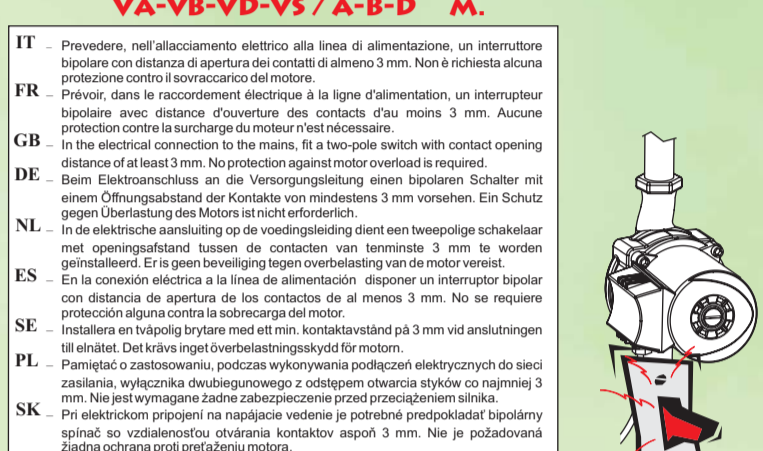 VA-VB-VD-VS / A-B-D M.
IT – Prevedere, nell'allacciamento elettrico alla linea di alimentazione, un interruttore
bipolare con distanza di apertura dei contatti di almeno 3 mm. Non è richiesta alcuna
protezione contro il sovraccarico del motore.
FR – Prévoir, dans le raccordement électrique à la ligne d'alimentation, un interrupteur
bipolaire avec distance d'ouverture des contacts d'au moins 3 mm. Aucune
protection contre la surcharge du moteur n'est nécessaire.
GB – In the electrical connection to the mains, fit a two-pole switch with contact opening
distance of at least 3 mm. No protection against motor overload is required.
DE – Beim Elektroanschluss an die Versorgungsleitung einen bipolaren Schalter mit
einem Öffnungsabstand der Kontakte von mindestens 3 mm vorsehen. Ein Schutz
gegen Überlastung des Motors ist nicht erforderlich.
NL – In de elektrische aansluiting op de voedingsleiding dient een tweepolige schakelaar
met openingsafstand tussen de contacten van tenminste 3 mm te worden
geïnstalleerd. Er is geen beveiliging tegen overbelasting van de motor vereist.
ES – En la conexión eléctrica a la línea de alimentación disponer un interruptor bipolar
con distancia de apertura de los contactos de al menos 3 mm. No se requiere
protección alguna contra la sobrecarga del motor.
SE – Installera en tvåpolig brytare med ett min. kontaktavstånd på 3 mm vid anslutningen
till elnätet. Det krävs inget överbelastningsskydd för motorn.
PL – Pamiętać o zastosowaniu, podczas wykonywania podłączeń elektrycznych do sieci
zasilania, wyłącznika dwubiegunowego z odstępem otwarcia styków co najmniej 3
mm. Nie jest wymagane żadne zabezpieczenie przed przeciążeniem silnika.
SK – Pri elektrickom pripojení na napájacie vedenie je potrebné predpokladať bipolárny
spínač so vzdialenosťou otvárania kontaktov aspoň 3 mm. Nie je požadovaná
žiadna ochrana proti preťaženiu motora.